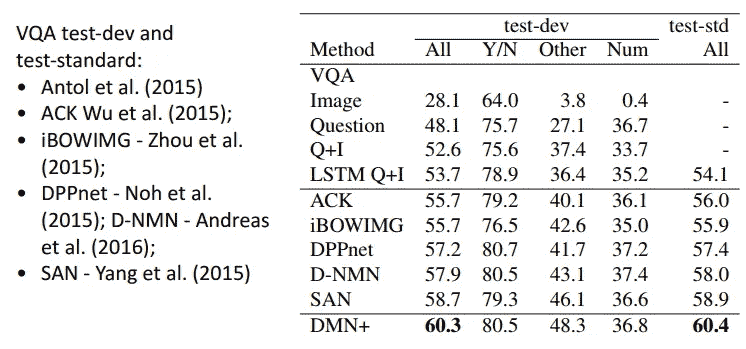 VQA test-dev and
test-standard:
• Antol et al. (2015)
• ACK Wu et al. (2015);
• iBOWIMG - Zhou et al.
(2015);
• DPPnet - Noh et al.
(2015); D-NMN - Andreas
et al. (2016);
• SAN - Yang et al. (2015)
test-dev test-std
Method All Y/N Other Num All
VQA
Image 28.1 64.0 3.8 0.4 -
Question 48.1 75.7 27.1 36.7 -
Q+I 52.6 75.6 37.4 33.7 -
LSTM Q+I 53.7 78.9 36.4 35.2 54.1
ACK 55.7 79.2 40.1 36.1 56.0
iBOWIMG 55.7 76.5 42.6 35.0 55.9
DPPnet 57.2 80.7 41.7 37.2 57.4
D-NMN 57.9 80.5 43.1 37.4 58.0
SAN 58.7 79.3 46.1 36.6 58.9
DMN+ 60.3 80.5 48.3 36.8 60.4